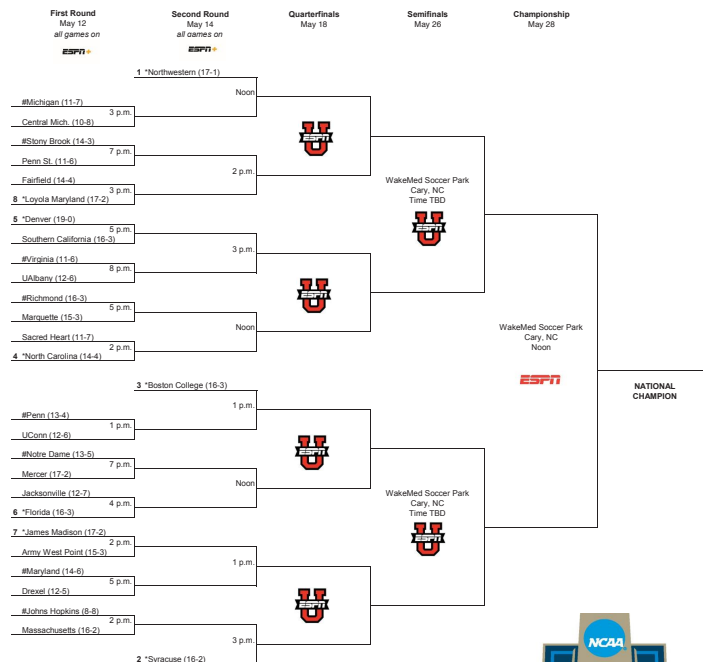 First Round
May 12
all games on
ESPN+
Second Round
May 14
all games on
ESPN+
Quarterfinals
May 18
Semifinals
May 26
Championship
May 28
1 *Northwestern (17-1)
Noon
#Michigan (11-7)
3 p.m.
Central Mich. (10-8)
#Stony Brook (14-3)
7 p.m.
Penn St. (11-6)
2 p.m.
Fairfield (14-4)
3 p.m.
8 *Loyola Maryland (17-2)
U
ESPN
WakeMed Soccer Park
Cary, NC
Time TBD
U
ESPN
5 *Denver (19-0)
5 p.m.
Southern California (16-3)
3 p.m.
#Virginia (11-6)
8 p.m.
UAlbany (12-6)
#Richmond (16-3)
5 p.m.
Marquette (15-3)
Noon
Sacred Heart (11-7)
2 p.m.
4 *North Carolina (14-4)
U
ESPN
WakeMed Soccer Park
Cary, NC
Noon
ESPN
NATIONAL
CHAMPION
3 *Boston College (16-3)
1 p.m.
#Penn (13-4)
1 p.m.
UConn (12-6)
#Notre Dame (13-5)
7 p.m.
Mercer (17-2)
Noon
Jacksonville (12-7)
4 p.m.
6 *Florida (16-3)
U
ESPN
WakeMed Soccer Park
Cary, NC
Time TBD
U
ESPN
7 *James Madison (17-2)
2 p.m.
Army West Point (15-3)
1 p.m.
#Maryland (14-6)
5 p.m.
Drexel (12-5)
#Johns Hopkins (8-8)
2 p.m.
Massachusetts (16-2)
3 p.m.
2 *Syracuse (16-2)
U
ESPN
NCAA